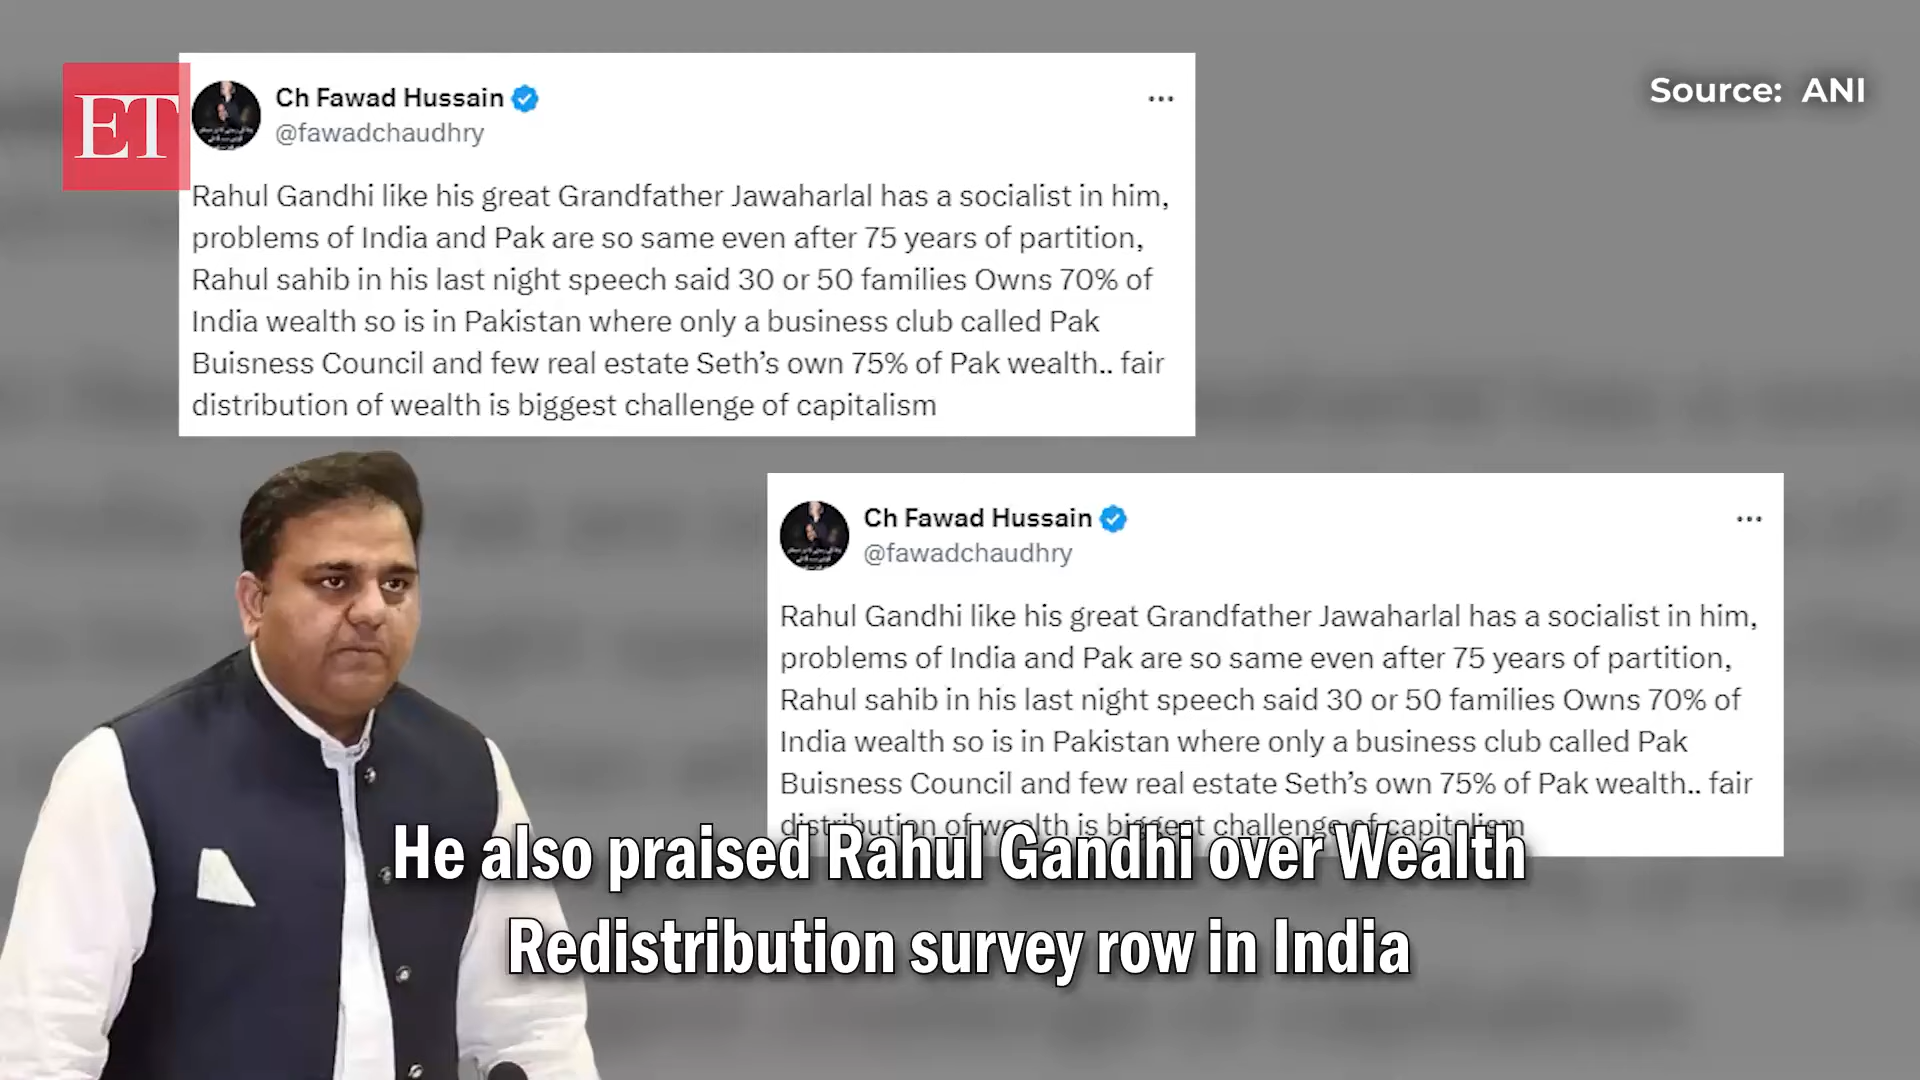 ET
Source: ANI
Ch Fawad Hussain
@fawadchaudhry
Rahul Gandhi like his great Grandfather Jawaharlal has a socialist in him,
problems of India and Pak are so same even after 75 years of partition,
Rahul sahib in his last night speech said 30 or 50 families Owns 70% of
India wealth so is in Pakistan where only a business club called Pak
Buisness Council and few real estate Seth’s own 75% of Pak wealth.. fair
distribution of wealth is biggest challenge of capitalism
Ch Fawad Hussain
@fawadchaudhry
Rahul Gandhi like his great Grandfather Jawaharlal has a socialist in him,
problems of India and Pak are so same even after 75 years of partition,
Rahul sahib in his last night speech said 30 or 50 families Owns 70% of
India wealth so is in Pakistan where only a business club called Pak
Buisness Council and few real estate Seth’s own 75% of Pak wealth.. fair
distribution of wealth is biggest challenge of capitalism
He also praised Rahul Gandhi over Wealth
Redistribution survey row in India